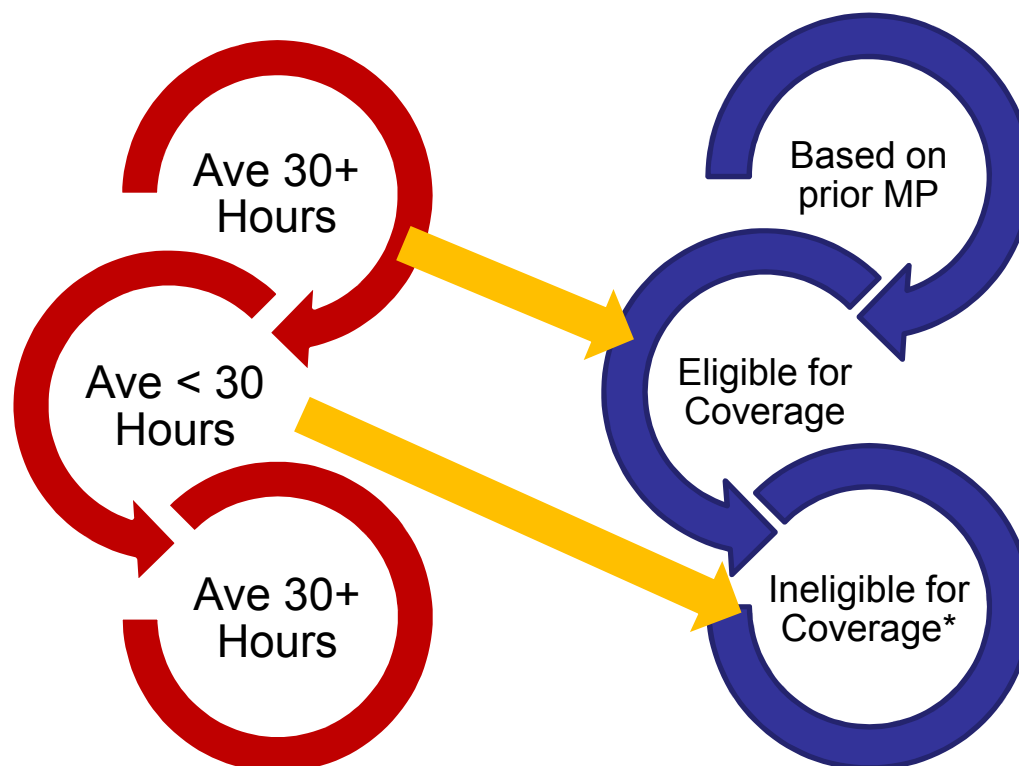 Ave 30+
Hours
Based on
prior MP
Ave < 30
Hours
Eligible for
Coverage
Ave 30+
Hours
Ineligible for
Coverage*